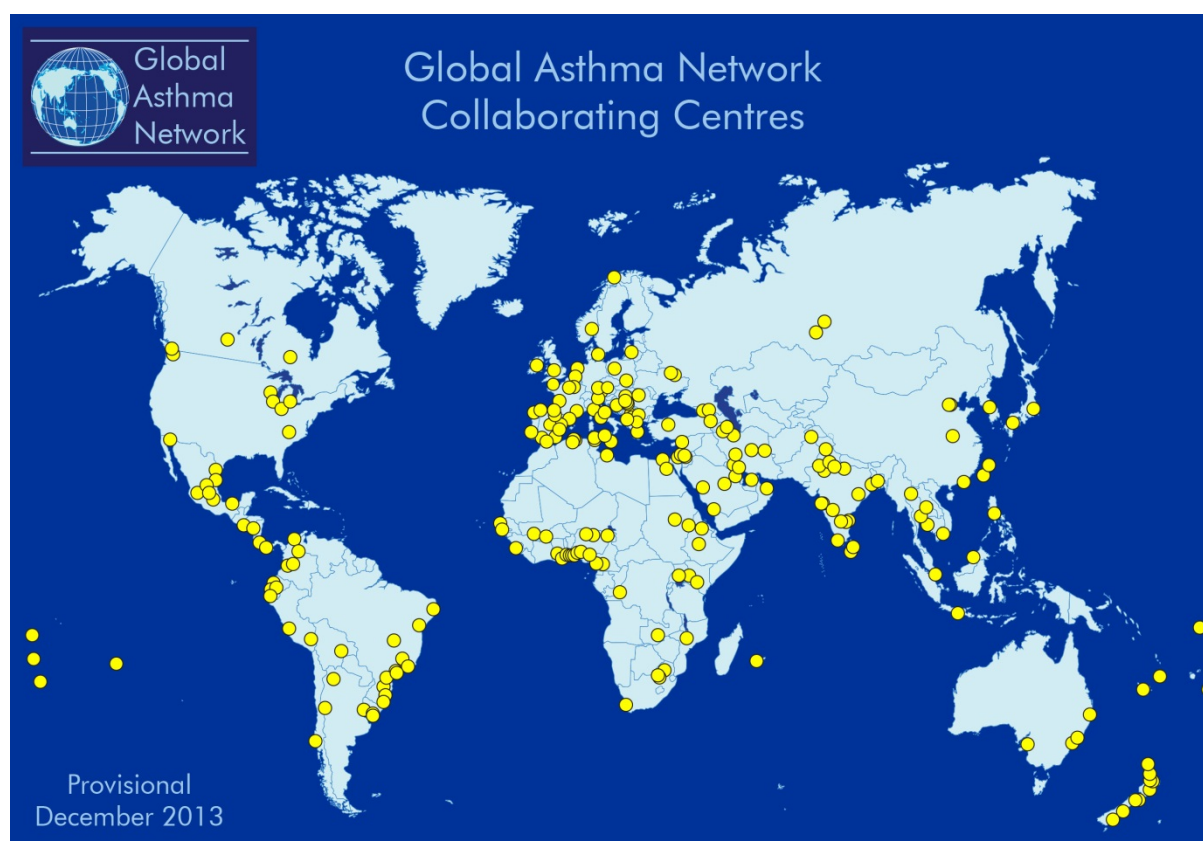 Global
Asthma
Network
Global Asthma Network
Collaborating Centres
Provisional
December 2013